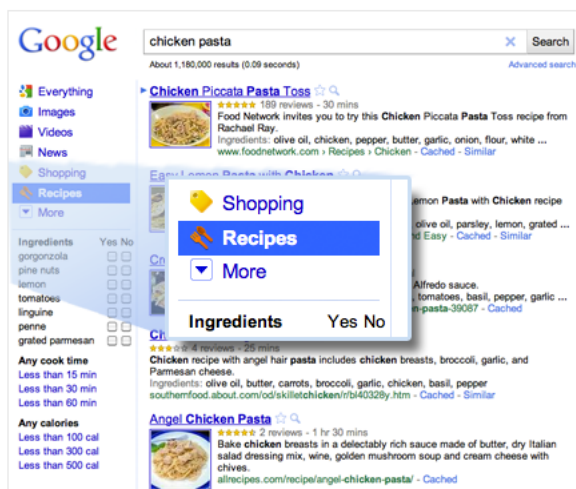 Google
chicken pasta
Search
About 1,180,000 results (0.09 seconds)
Advanced search
Everything
Images
Videos
News
Shopping
Recipes
More
Ingredients Yes No
gorgonzola
pine nuts
lemon
tomatoes
linguine
penne
grated parmesan
Any cook time
Less than 15 min
Less than 30 min
Less than 60 min
Any calories
Less than 100 cal
Less than 300 cal
Less than 500 cal
Chicken Piccata Pasta Toss
189 reviews - 30 mins
Food Network invites you to try this Chicken Piccata Pasta Toss recipe from
Rachael Ray.
Ingredients: olive oil, chicken, pepper, butter, garlic, onion, flour, white ...
www.foodnetwork.com › Recipes › Chicken - Cached - Similar
Easy Lemon Pasta with Chicken
Lemon Pasta with Chicken recipe
olive oil, parsley, lemon, grated ...
d Easy - Cached - Similar
Shopping
Recipes
More
Ingredients Yes No
Alfredo sauce.
, tomatoes, basil, pepper, garlic ...
n-pasta-39087 - Cached
4 reviews - 25 mins
Chicken recipe with angel hair pasta includes chicken breasts, broccoli, garlic, and
Parmesan cheese.
Ingredients: olive oil, butter, carrots, broccoli, garlic, chicken, basil, pepper
southernfood.about.com/od/skilletchicken/r/bl40328y.htm - Cached - Similar
Angel Chicken Pasta
2 reviews - 1 hr 30 mins
Bake chicken breasts in a delectably rich sauce made of butter, dry Italian
salad dressing mix, wine, golden mushroom soup and cream cheese with
chives.
allrecipes.com/recipe/angel-chicken-pasta/ - Cached